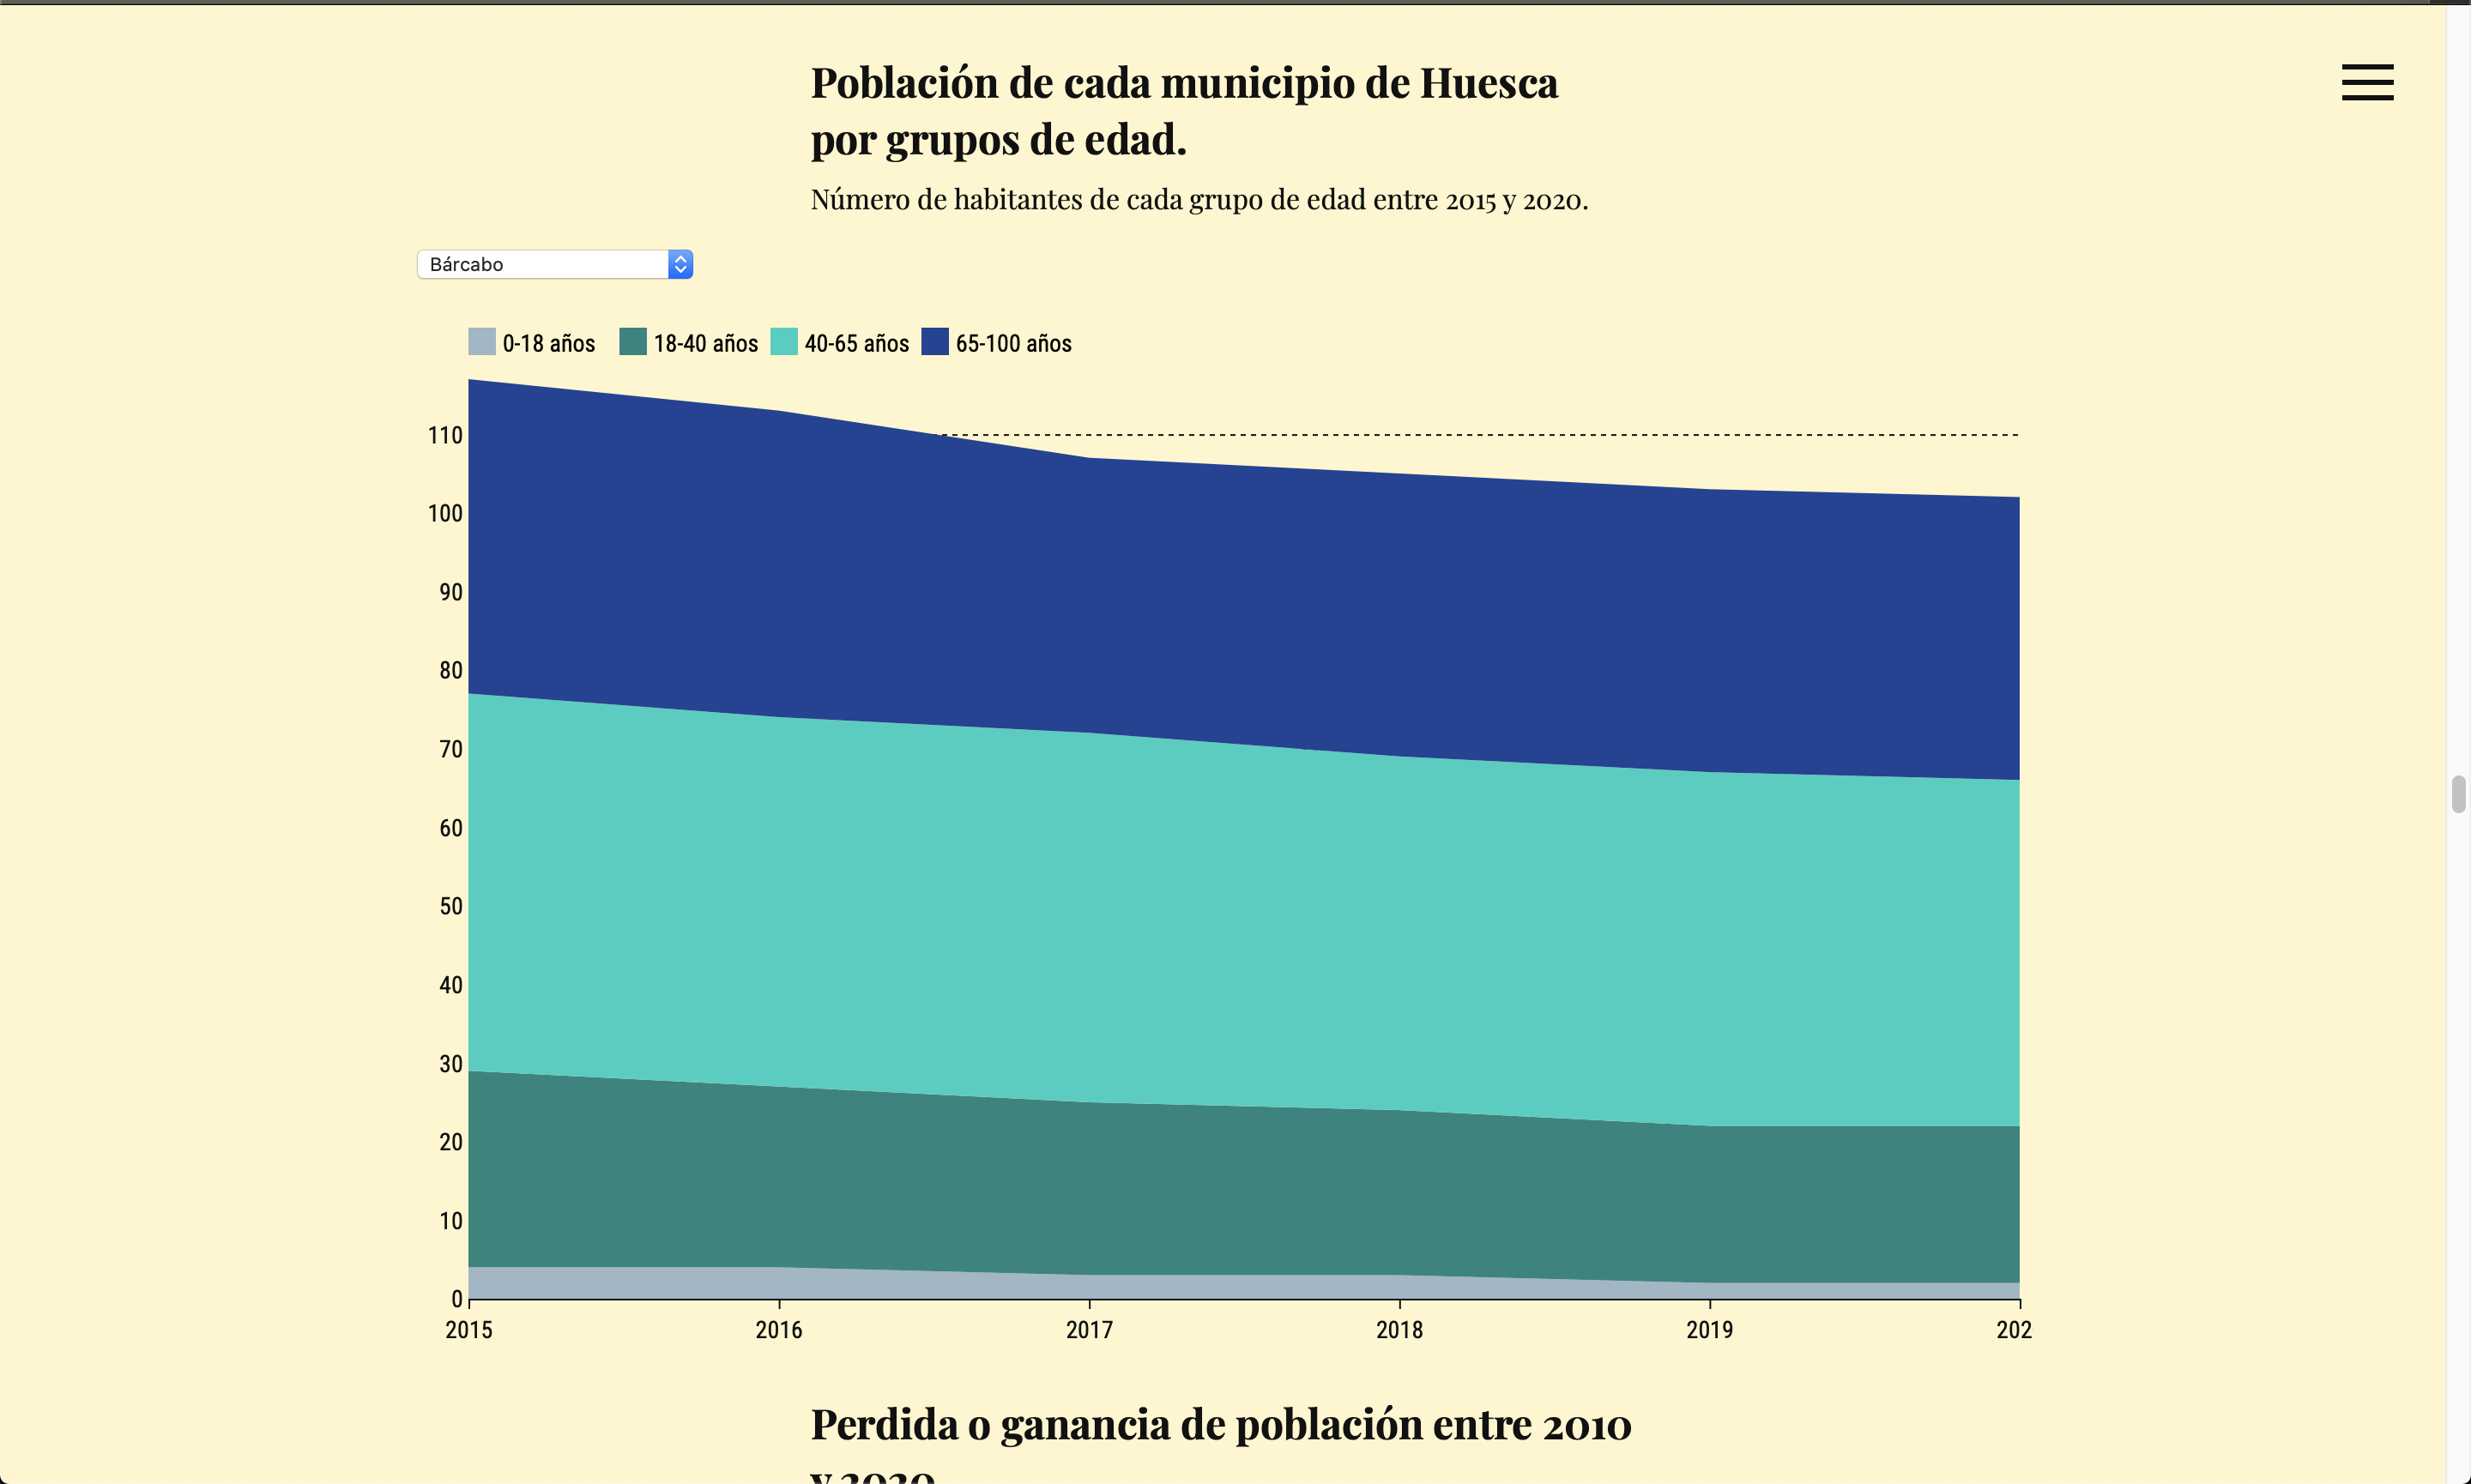 Población de cada municipio de Huesca
por grupos de edad.
Número de habitantes de cada grupo de edad entre 2015 y 2020.
Bárcabo
0-18 años 18-40 años 40-65 años 65-100 años
110
100
90
80
70
60
50
40
30
20
10
0
2015 2016 2017 2018 2019 202
Perdida o ganancia de población entre 2010
y 2020